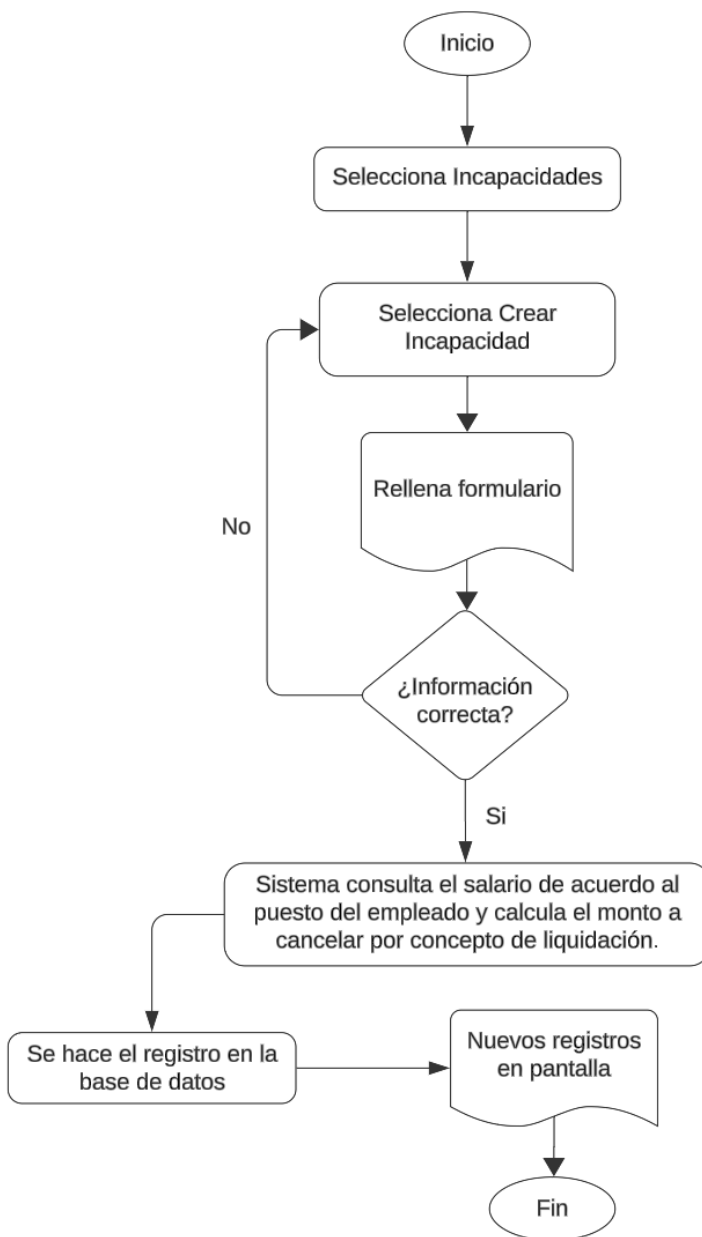 Inicio
Selecciona Incapacidades
Selecciona Crear
Incapacidad
Rellena formulario
No
¿Información
correcta?
Si
Sistema consulta el salario de acuerdo al
puesto del empleado y calcula el monto a
cancelar por concepto de liquidación.
Se hace el registro en la
base de datos
Nuevos registros
en pantalla
Fin